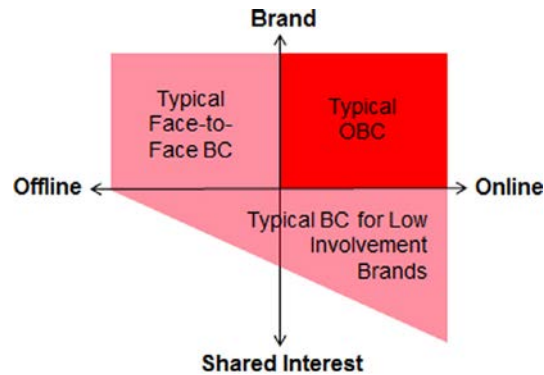 Brand
Typical
Face-to-
Face BC
Typical
OBC
Offline
Online
Typical BC for Low
Involvement
Brands
Shared Interest